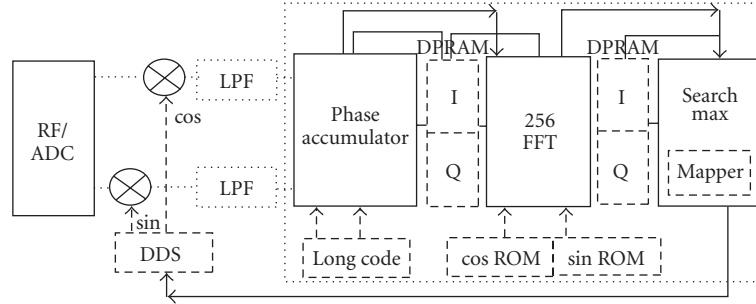 RF/
ADC
cos
sin
DDS
LPF
LPF
Phase
accumulator
Long code
DPRAM
I
Q
256
FFT
cos ROM
sin ROM
DPRAM
I
Q
Search
max
Mapper